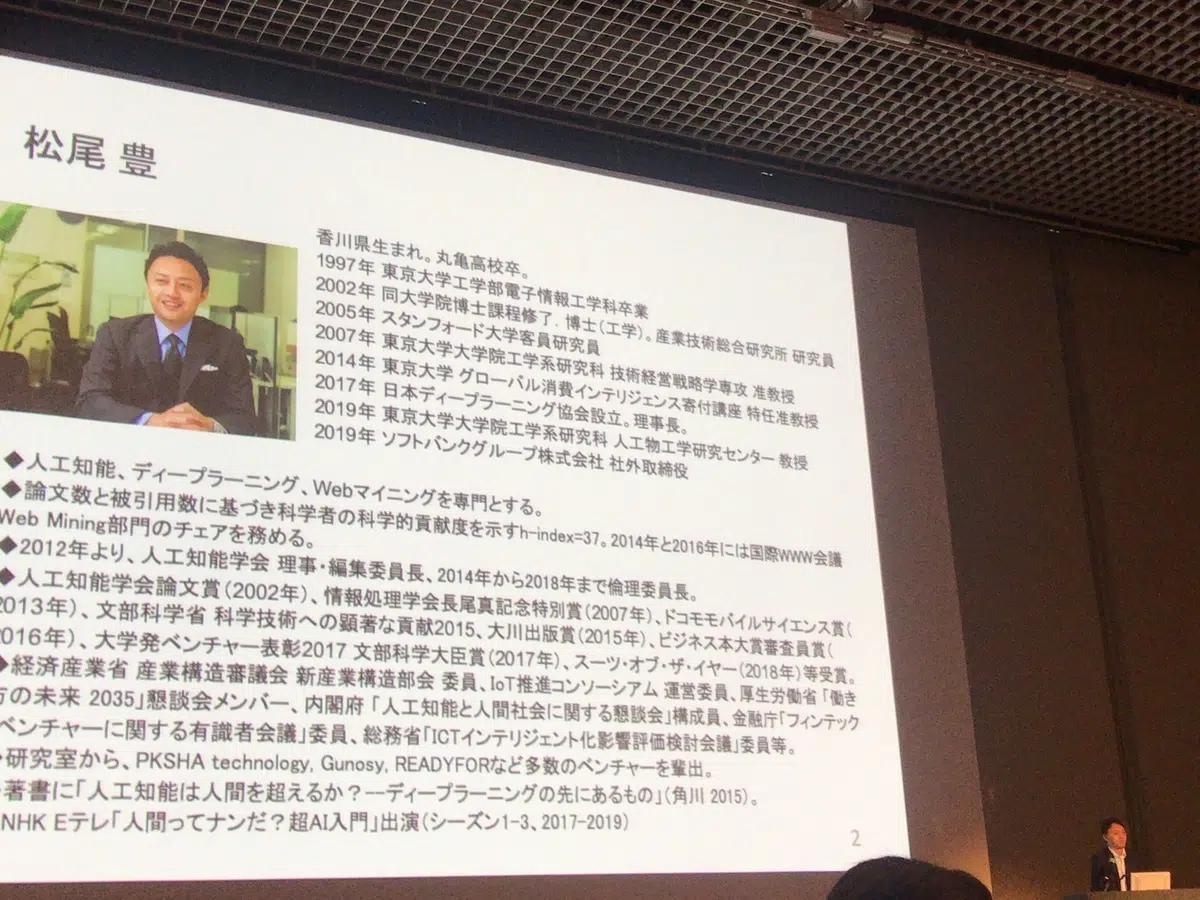 松尾 豊
香川県生まれ。丸亀高校卒。
1997年 東京大学工学部電子情報工学科卒業
2002年 同大学院博士課程修了. 博士(工学)。産業技術総合研究所 研究員
2005年 スタンフォード大学客員研究員
2007年 東京大学大学院工学系研究科 技術経営戦略学専攻 准教授
2014年 東京大学 グローバル消費インテリジェンス寄付講座 特任准教授
2017年 日本ディープラーニング協会設立。理事長。
2019年 東京大学大学院工学系研究科 人工物工学研究センター 教授
2019年 ソフトバンクグループ株式会社 社外取締役
◆人工知能、ディープラーニング、Webマイニングを専門とする。
◆論文数と被引用数に基づき科学者の科学的貢献度を示すh-index=37。2014年と2016年には国際WWW会議
Web Mining部門のチェアを務める。
◆2012年より、人工知能学会 理事・編集委員長、2014年から2018年まで倫理委員長。
◆人工知能学会論文賞(2002年)、情報処理学会長尾真記念特別賞(2007年)、ドコモモバイルサイエンス賞(
2013年)、文部科学省 科学技術への顕著な貢献2015、大川出版賞(2015年)、ビジネス本大賞審査員賞(
2016年)、大学発ベンチャー表彰2017 文部科学大臣賞(2017年)、スーツ・オブ・ザ・イヤー(2018年)等受賞。
◆経済産業省 産業構造審議会 新産業構造部会 委員、IoT推進コンソーシアム 運営委員、厚生労働省「働き
方の未来 2035」懇談会メンバー、内閣府「人工知能と人間社会に関する懇談会」構成員、金融庁「フィンテック
ベンチャーに関する有識者会議」委員、総務省「ICTインテリジェント化影響評価検討会議」委員等。
◆研究室から、PKSHA technology, Gunosy, READYFORなど多数のベンチャーを輩出。
著書に「人工知能は人間を超えるか？--ディープラーニングの先にあるもの」(角川 2015)。
NHK Eテレ「人間ってナンだ？超AI入門」出演(シーズン1-3、2017-2019)
2